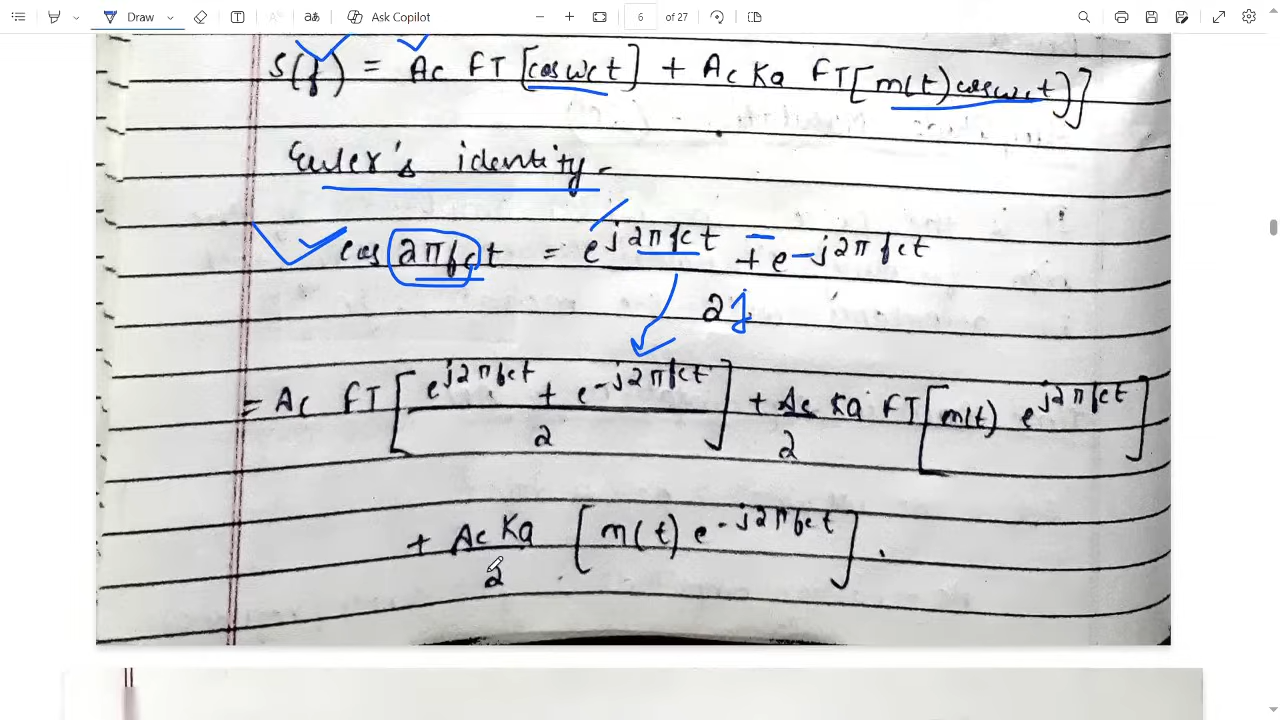 Draw Ask Copilot 6 of 27
S(f) = Ac FT [cos wct] + Ac Ka FT [m(t) cos wct)]
Euler's identity -
cos 2πfct = e^j2πfct + e^-j2πfct
2j
= Ac FT [e^j2πfct + e^-j2πfct / 2] + Ac/2 Ka FT [m(t) e^j2πfct]
+ Ac Ka / 2 [m(t) e^-j2πfct].